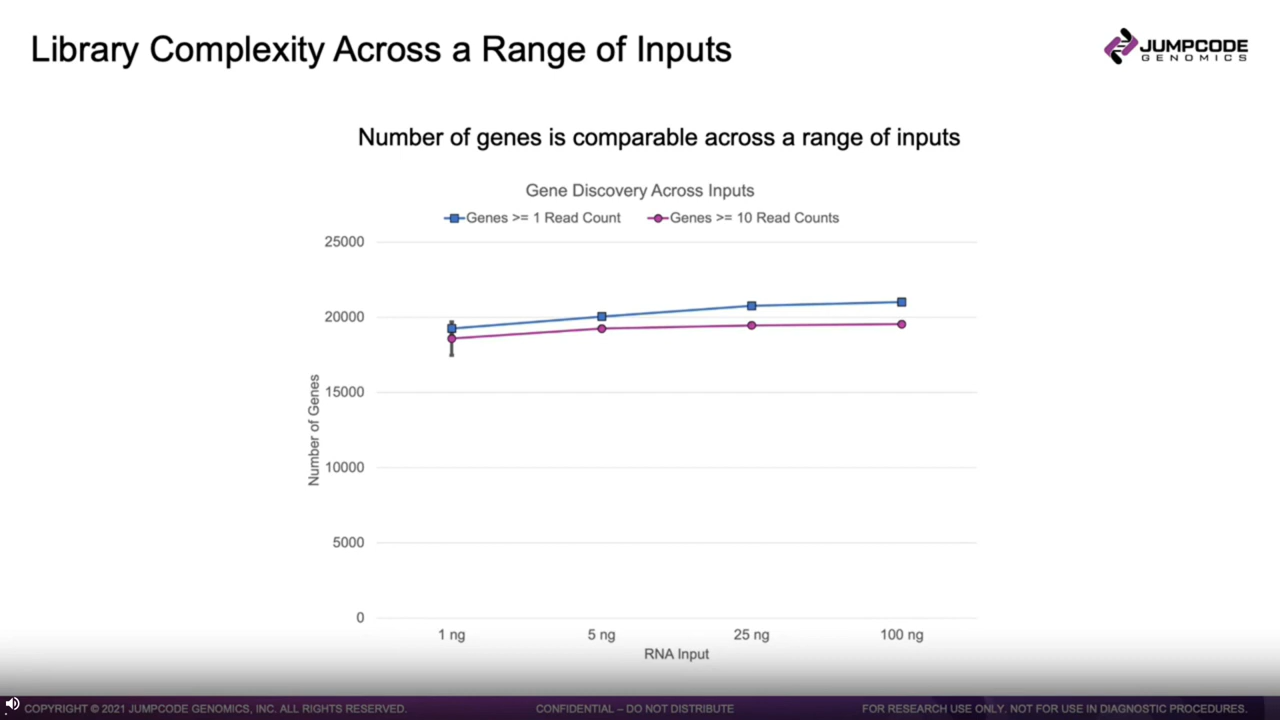 Library Complexity Across a Range of Inputs
JUMPCODE
GENOMICS
Number of genes is comparable across a range of inputs
Gene Discovery Across Inputs
Genes >= 1 Read Count
Genes >= 10 Read Counts
25000
20000
15000
10000
5000
0
Number of Genes
1 ng
5 ng
25 ng
100 ng
RNA Input
COPYRIGHT © 2021 JUMPCODE GENOMICS, INC. ALL RIGHTS RESERVED.
CONFIDENTIAL – DO NOT DISTRIBUTE
FOR RESEARCH USE ONLY. NOT FOR USE IN DIAGNOSTIC PROCEDURES.